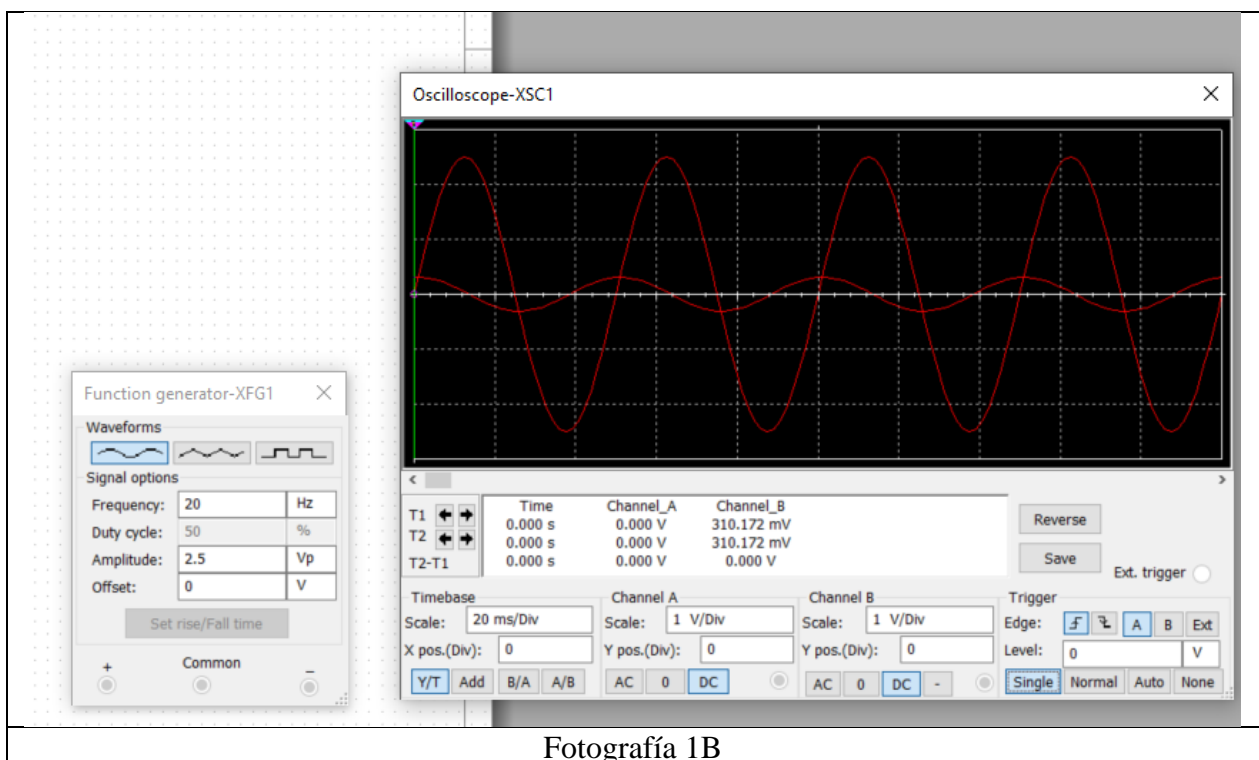 Oscilloscope-XSC1
Function generator-XFG1
Waveforms
Signal options
Frequency: 20 Hz
Duty cycle: 50 %
Amplitude: 2.5 Vp
Offset: 0 V
Set rise/Fall time
+ Common −
Time Channel_A Channel_B
T1 0.000 s 0.000 V 310.172 mV
T2 0.000 s 0.000 V 310.172 mV
T2-T1 0.000 s 0.000 V 0.000 V
Reverse
Save
Ext. trigger
Timebase
Scale: 20 ms/Div
X pos.(Div): 0
Y/T Add B/A A/B
Channel A
Scale: 1 V/Div
Y pos.(Div): 0
AC 0 DC
Channel B
Scale: 1 V/Div
Y pos.(Div): 0
AC 0 DC -
Trigger
Edge: A B Ext
Level: 0 V
Single Normal Auto None
Fotografía 1B